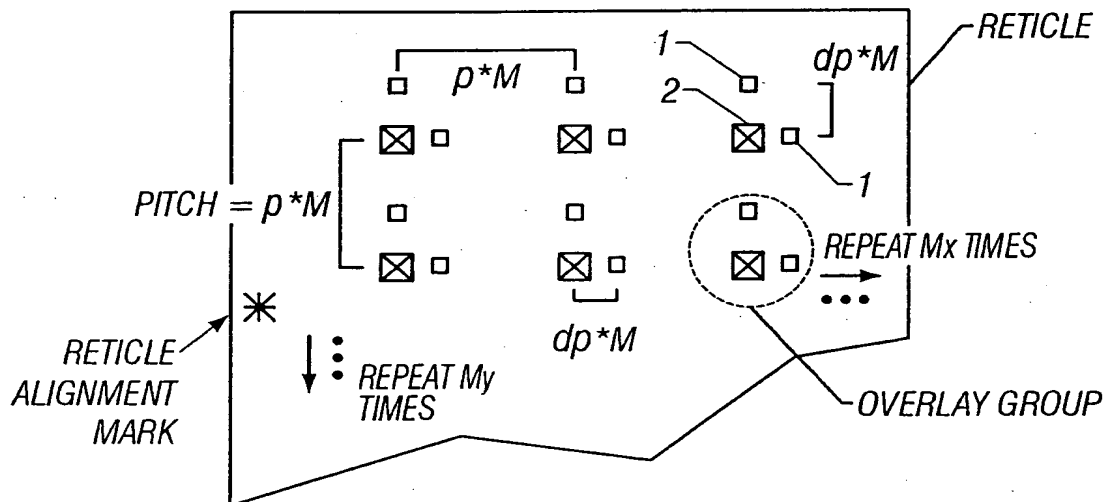 RETICLE
1
dp*M
p*M
2
1
PITCH = p*M
REPEAT Mx TIMES
dp*M
RETICLE
ALIGNMENT
MARK
REPEAT My
TIMES
OVERLAY GROUP